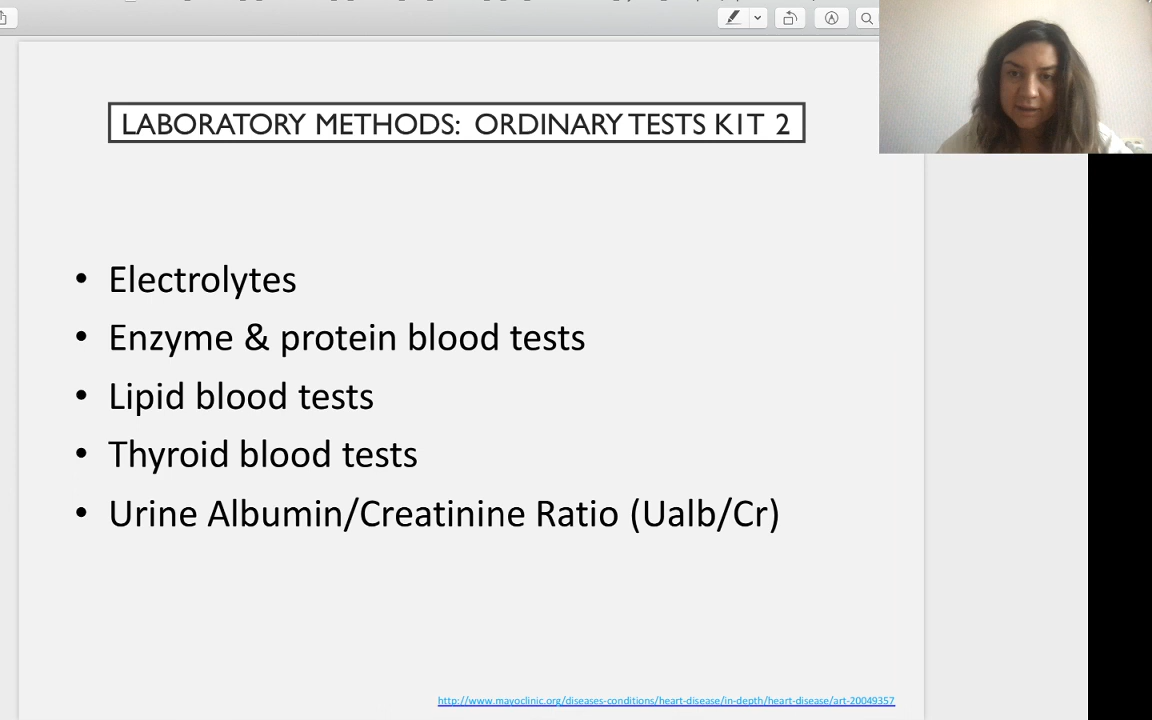 LABORATORY METHODS: ORDINARY TESTS KIT 2
• Electrolytes
• Enzyme & protein blood tests
• Lipid blood tests
• Thyroid blood tests
• Urine Albumin/Creatinine Ratio (Ualb/Cr)
http://www.mayoclinic.org/diseases-conditions/heart-disease/in-depth/heart-disease/art-20049357